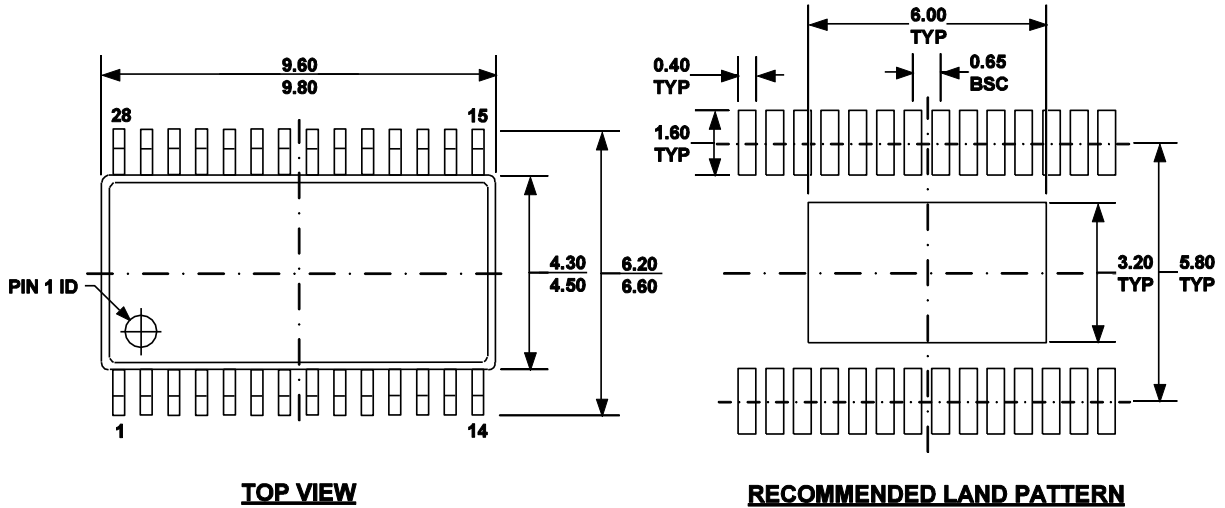 9.60
9.80
28
15
4.30
4.50
6.20
6.60
PIN 1 ID
1
14
TOP VIEW
6.00
TYP
0.40
TYP
0.65
BSC
1.60
TYP
3.20
TYP
5.80
TYP
RECOMMENDED LAND PATTERN